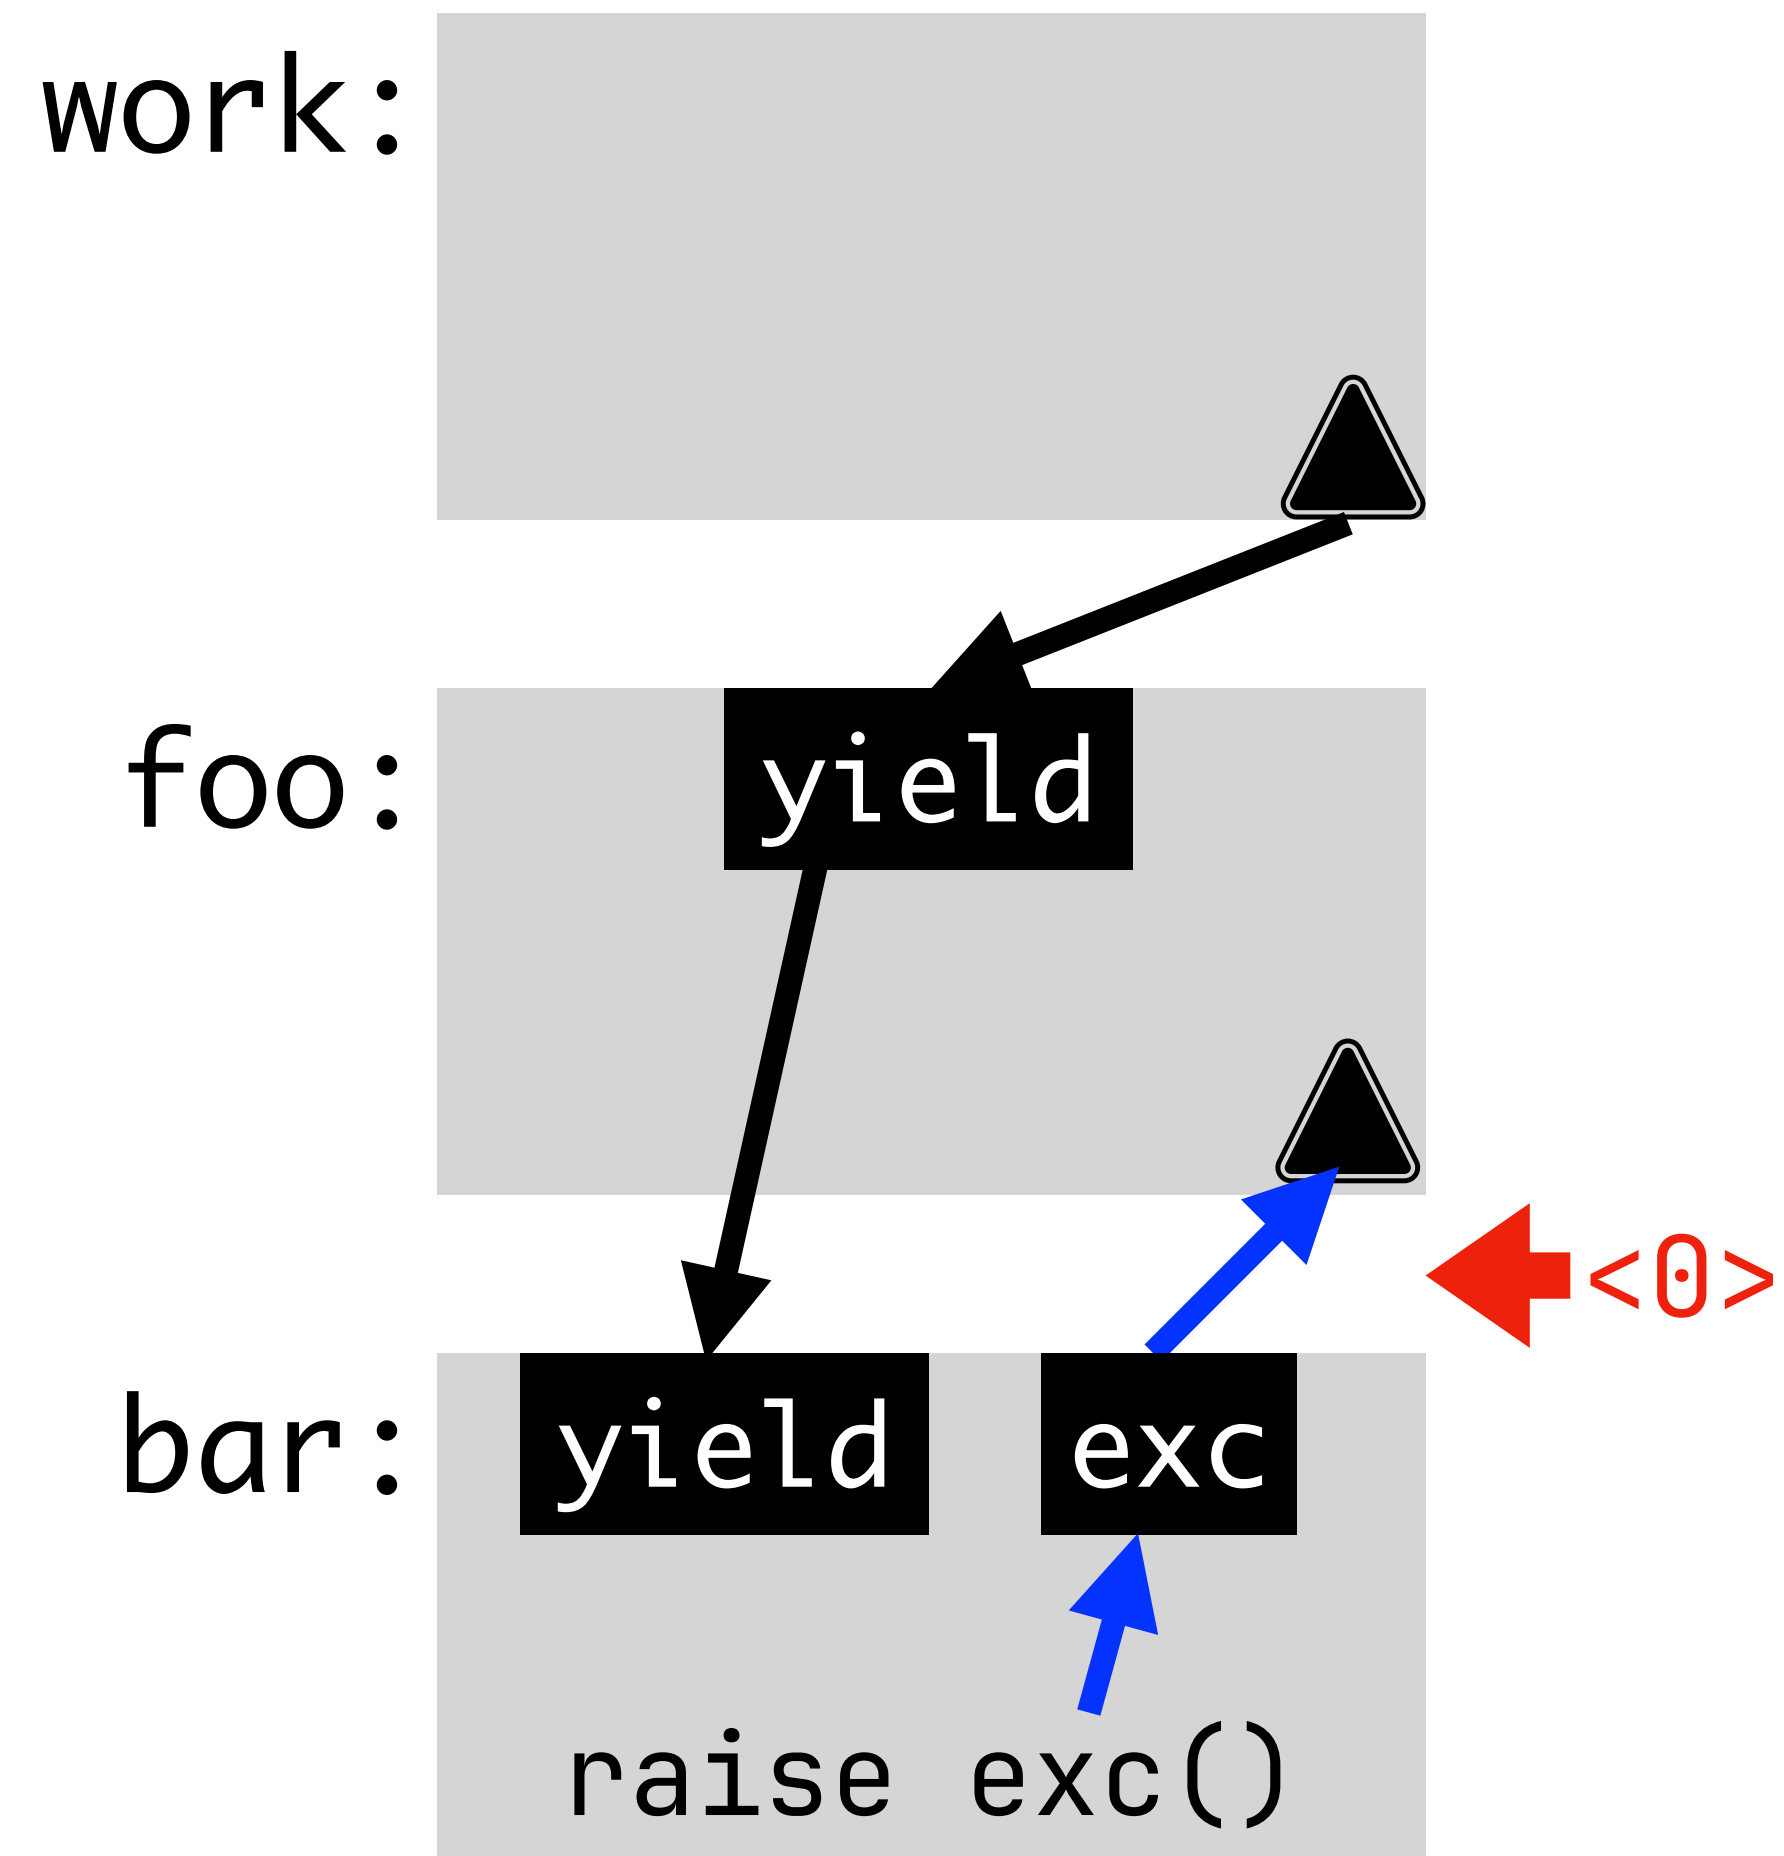 work:
foo:
yield
<0>
bar:
yield
exc
raise exc()